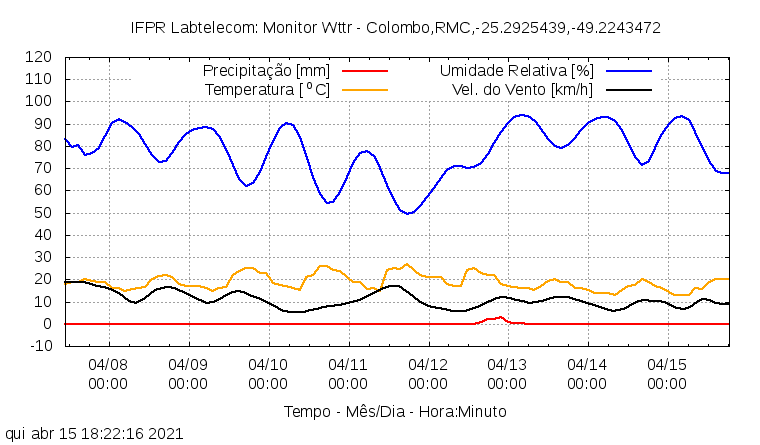 IFPR Labtelecom: Monitor Wttr - Colombo,RMC,-25.2925439,-49.2243472
120
110
100
90
80
70
60
50
40
30
20
10
0
-10
Precipitação [mm]
Temperatura [⁰C]
Umidade Relativa [%]
Vel. do Vento [km/h]
04/08 04/09 04/10 04/11 04/12 04/13 04/14 04/15
00:00 00:00 00:00 00:00 00:00 00:00 00:00 00:00
Tempo - Mês/Dia - Hora:Minuto
qui abr 15 18:22:16 2021